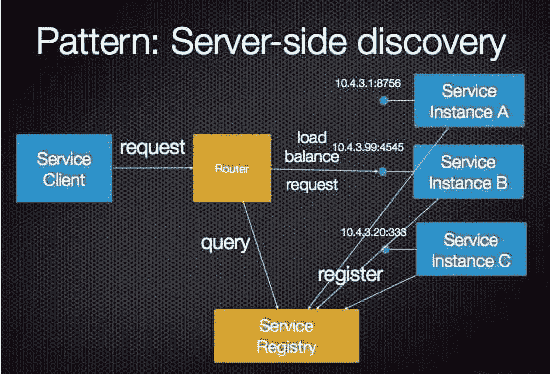 Pattern: Server-side discovery
10.4.3.1:8756
Service
Instance A
Service
Client
request
Router
load
balance
10.4.3.99:4545
request
Service
Instance B
query
10.4.3.20:333
register
Service
Instance C
Service
Registry